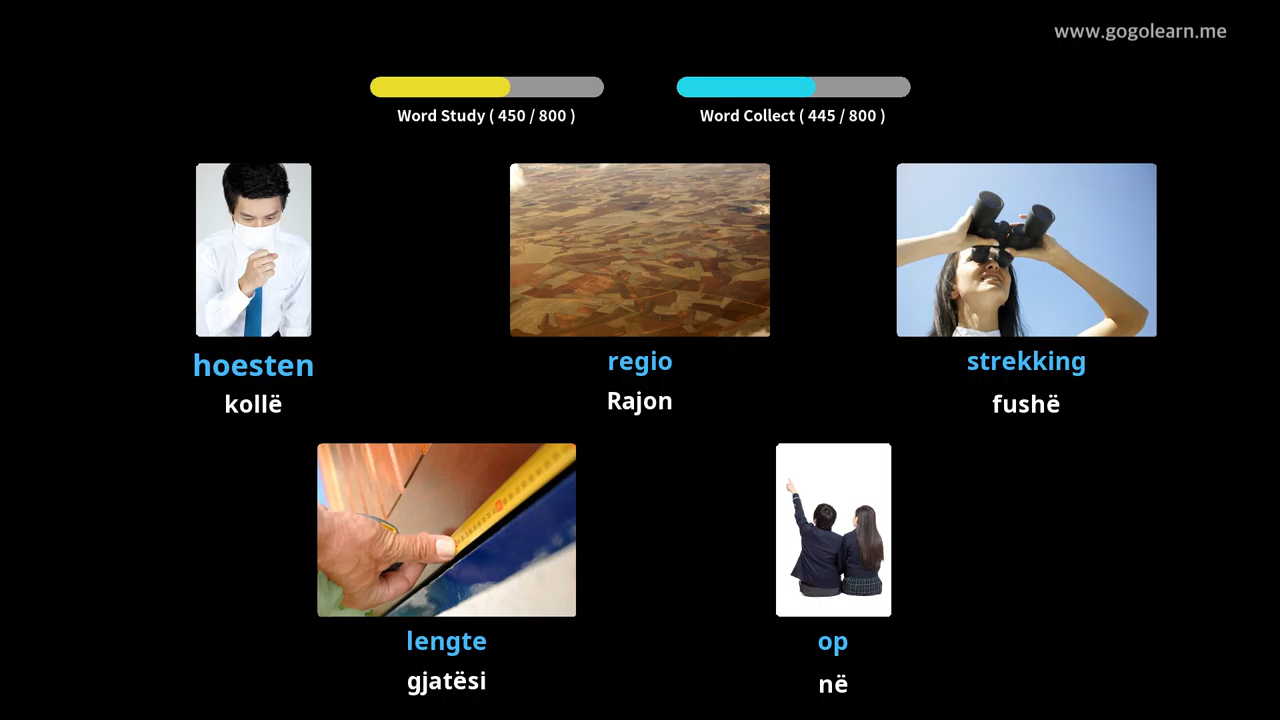 www.gogolearn.me
Word Study ( 450 / 800 )
Word Collect ( 445 / 800 )
hoesten
kollë
regio
Rajon
strekking
fushë
lengte
gjatësi
op
në